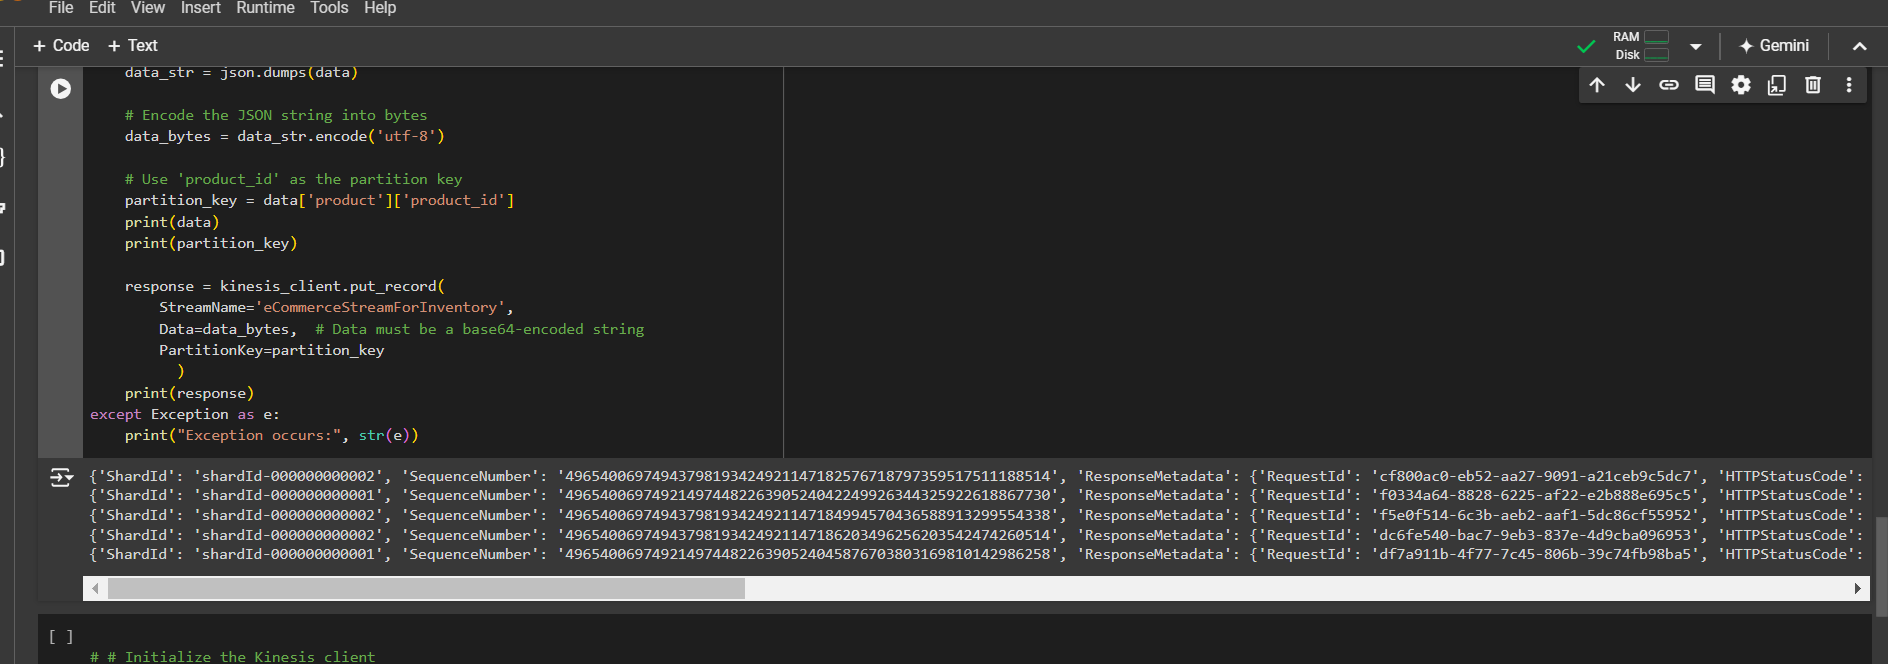 File Edit View Insert Runtime Tools Help
+ Code + Text
RAM
Disk
Gemini
data_str = json.dumps(data)
# Encode the JSON string into bytes
data_bytes = data_str.encode('utf-8')
# Use 'product_id' as the partition key
partition_key = data['product']['product_id']
print(data)
print(partition_key)
response = kinesis_client.put_record(
StreamName='eCommerceStreamForInventory',
Data=data_bytes,  # Data must be a base64-encoded string
PartitionKey=partition_key
)
print(response)
except Exception as e:
print("Exception occurs:", str(e))
{'ShardId': 'shardId-000000000002', 'SequenceNumber': '49654006974943798193424921147182576718797359517511188514', 'ResponseMetadata': {'RequestId': 'cf800ac0-eb52-aa27-9091-a21ceb9c5dc7', 'HTTPStatusCode':
{'ShardId': 'shardId-000000000001', 'SequenceNumber': '49654006974921497448226390524042249926344325922618867730', 'ResponseMetadata': {'RequestId': 'f0334a64-8828-6225-af22-e2b888e695c5', 'HTTPStatusCode':
{'ShardId': 'shardId-000000000002', 'SequenceNumber': '49654006974943798193424921147184994570436588913299554338', 'ResponseMetadata': {'RequestId': 'f5e0f514-6c3b-aeb2-aaf1-5dc86cf55952', 'HTTPStatusCode':
{'ShardId': 'shardId-000000000002', 'SequenceNumber': '49654006974943798193424921147186203496256203542474260514', 'ResponseMetadata': {'RequestId': 'dc6fe540-bac7-9eb3-837e-4d9cba096953', 'HTTPStatusCode':
{'ShardId': 'shardId-000000000001', 'SequenceNumber': '49654006974921497448226390524045876703803169810142986258', 'ResponseMetadata': {'RequestId': 'df7a911b-4f77-7c45-806b-39c74fb98ba5', 'HTTPStatusCode':
[ ]
# # Initialize the Kinesis client